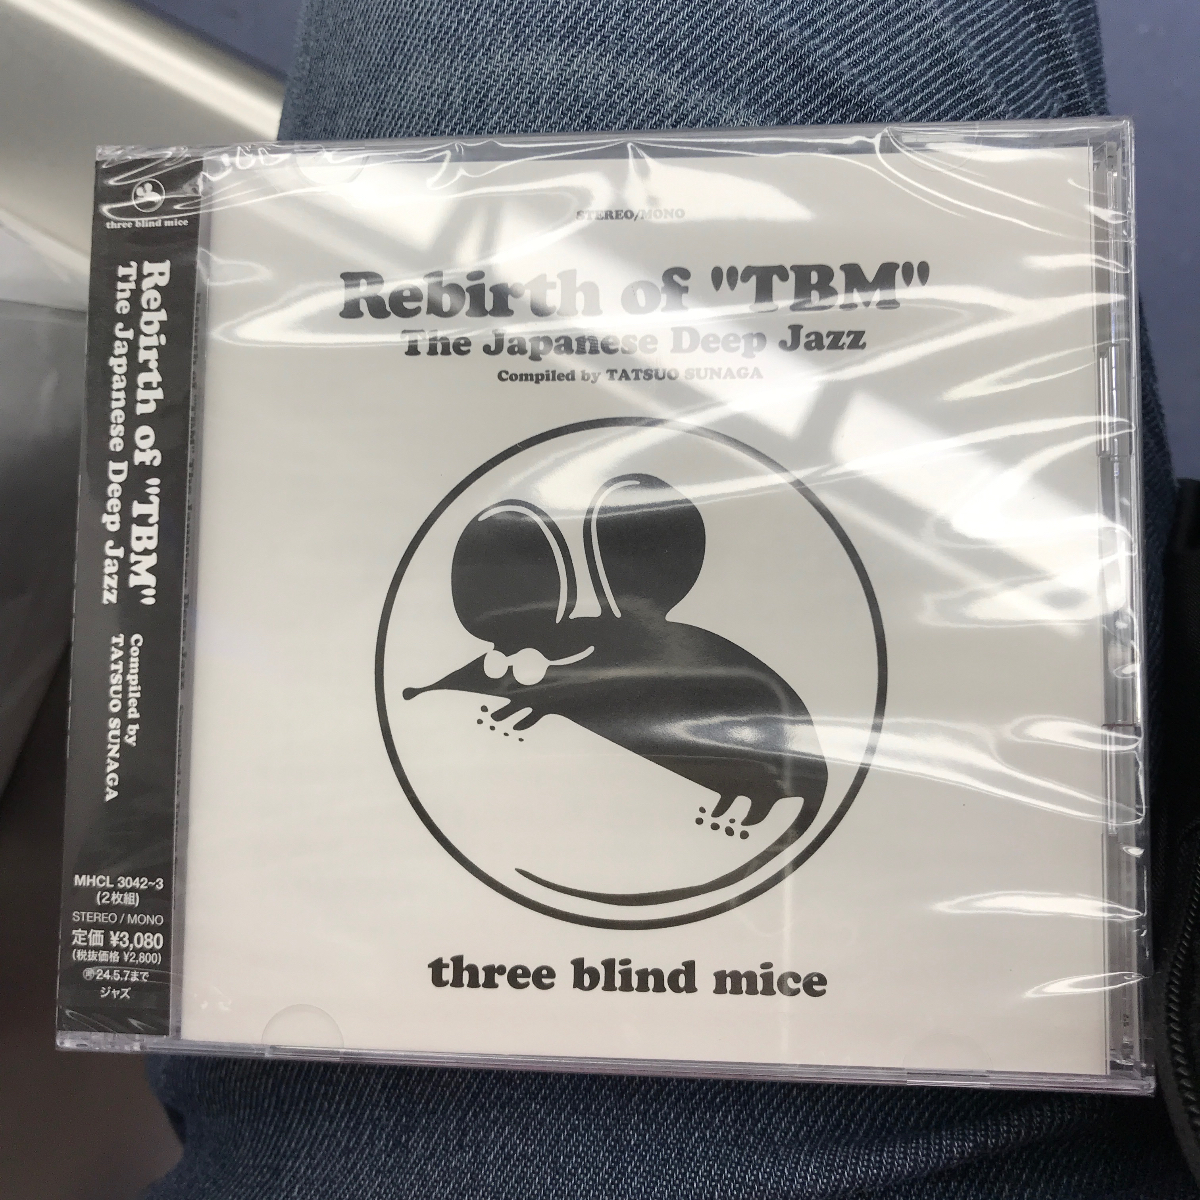 three blind mice
Rebirth of "TBM"
The Japanese Deep Jazz
Compiled by
TATSUO SUNAGA
MHCL 3042~3
(2枚組)
STEREO / MONO
定価 ¥3,080
(税抜価格 ¥2,800)
24.5.7まで
ジャズ
STEREO/MONO
Rebirth of "TBM"
The Japanese Deep Jazz
Compiled by TATSUO SUNAGA
three blind mice